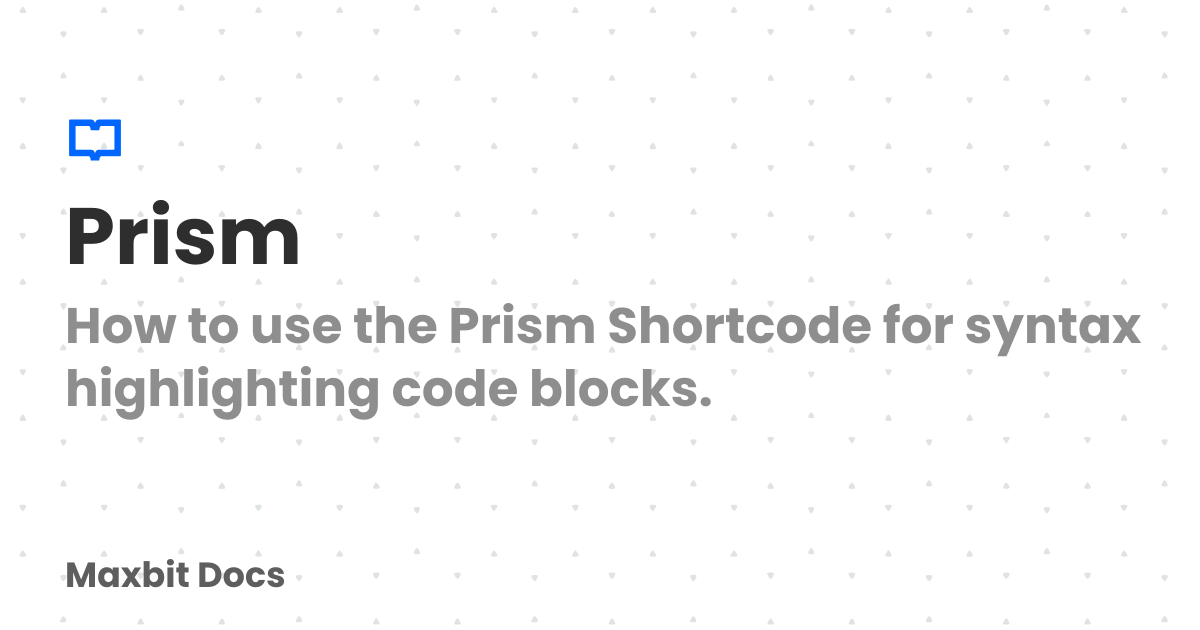 Prism
How to use the Prism Shortcode for syntax
highlighting code blocks.
Maxbit Docs